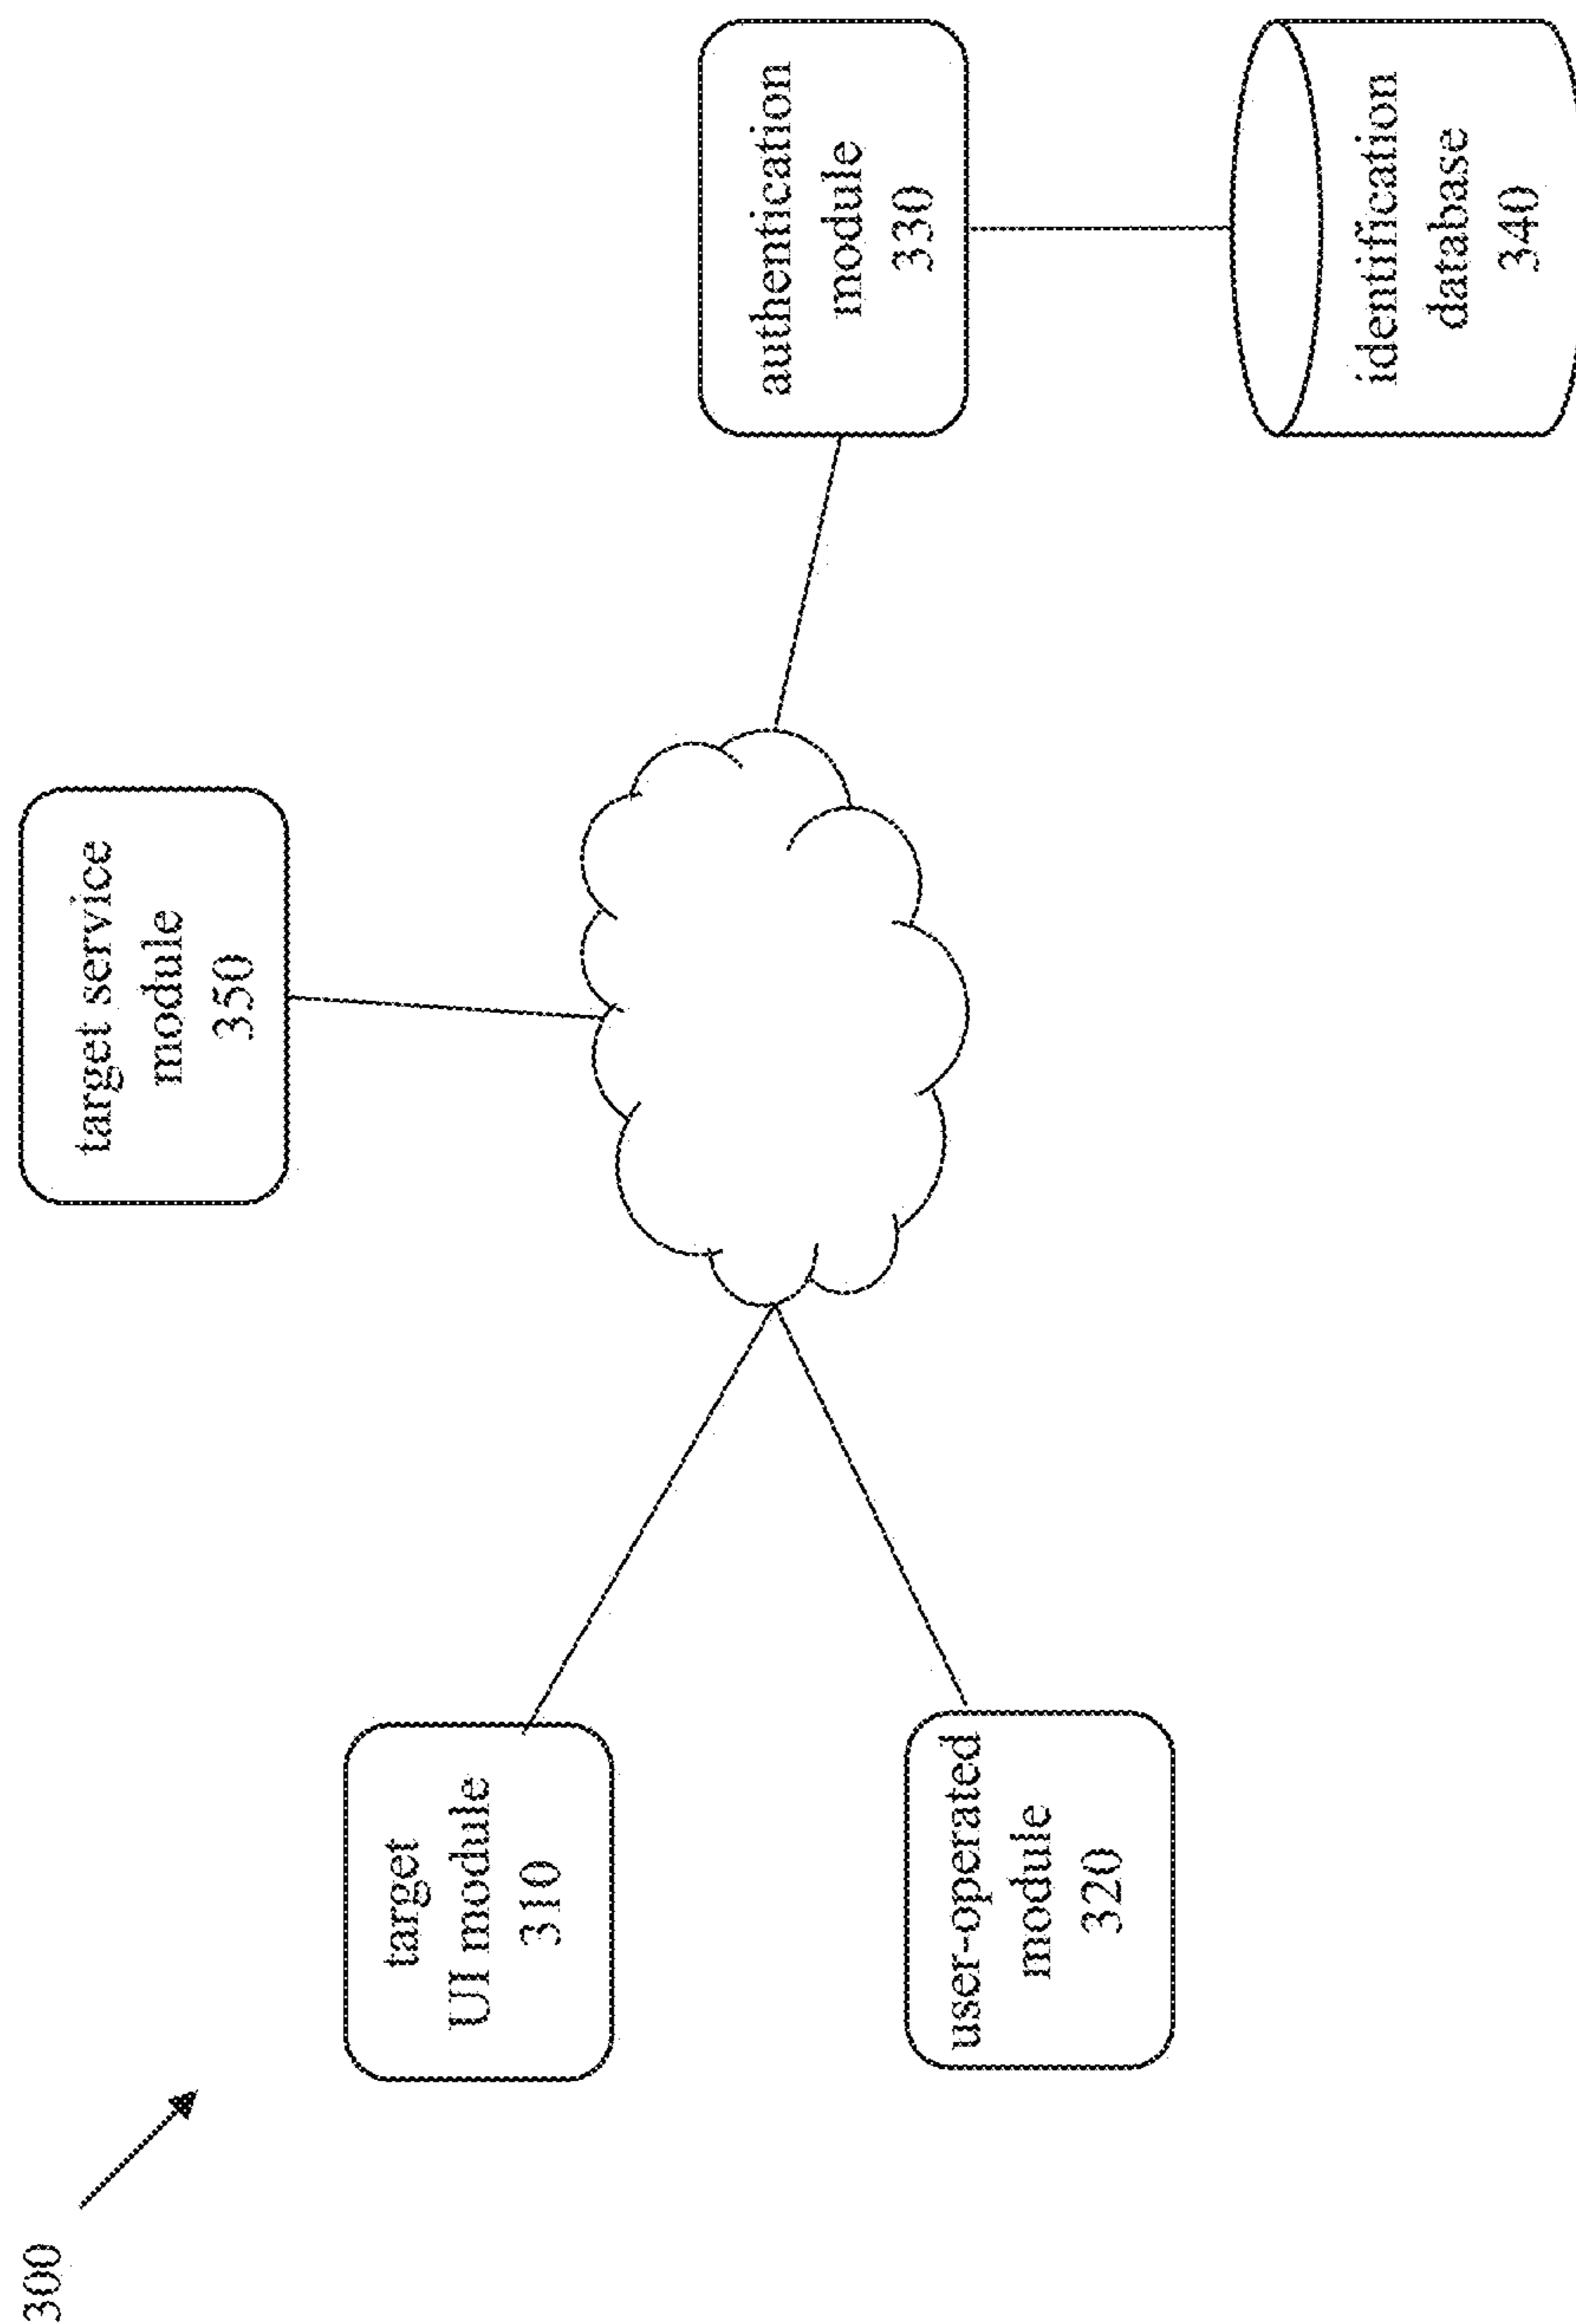 300
target service
module
350
target
UI module
310
user-operated
module
320
authentication
module
330
identification
database
340